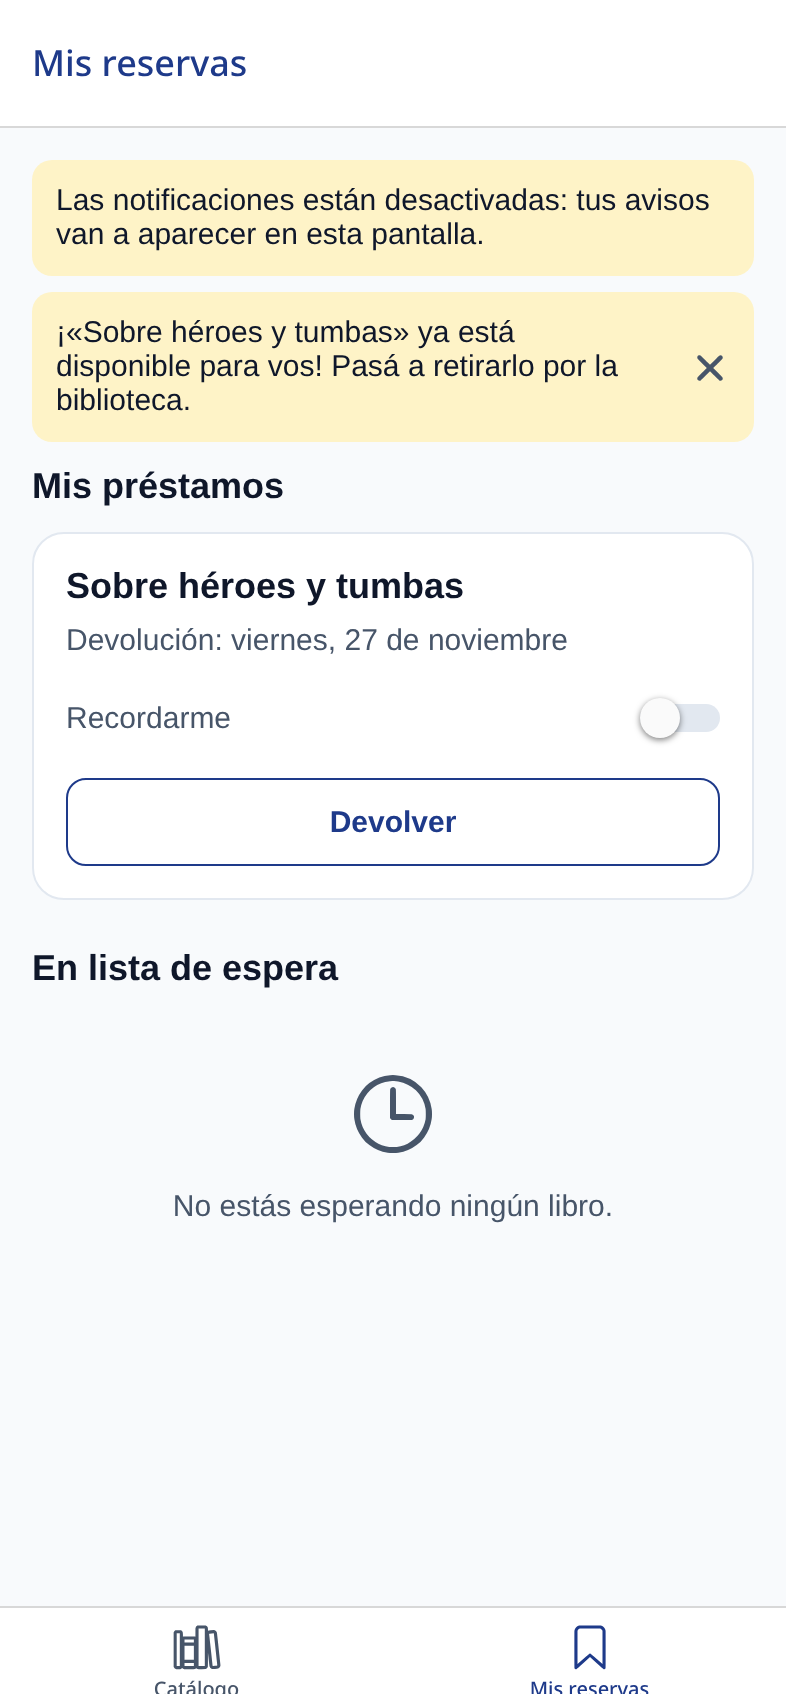 Mis reservas
Las notificaciones están desactivadas: tus avisos
van a aparecer en esta pantalla.
¡«Sobre héroes y tumbas» ya está
disponible para vos! Pasá a retirarlo por la
biblioteca.
Mis préstamos
Sobre héroes y tumbas
Devolución: viernes, 27 de noviembre
Recordarme
Devolver
En lista de espera
No estás esperando ningún libro.
Catálogo
Mis reservas